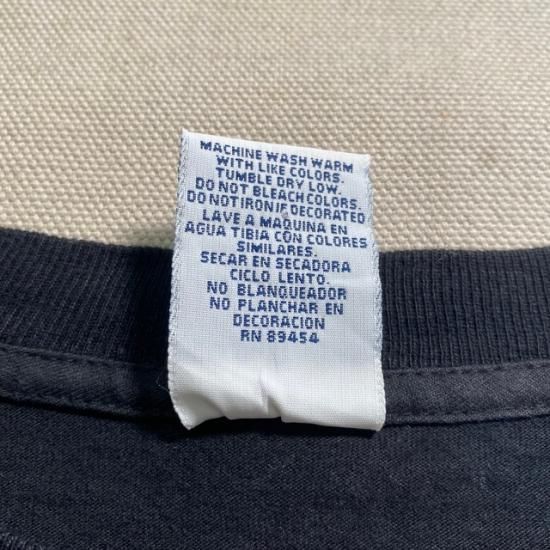 MACHINE WASH WARM
WITH LIKE COLORS.
TUMBLE DRY LOW.
DO NOT BLEACH COLORS.
DO NOT IRON IF DECORATED
LAVE A MAQUINA EN
AGUA TIBIA CON COLORES
SIMILARES.
SECAR EN SECADORA
CICLO LENTO.
NO BLANQUEADOR
NO PLANCHAR EN
DECORACION
RN 89454